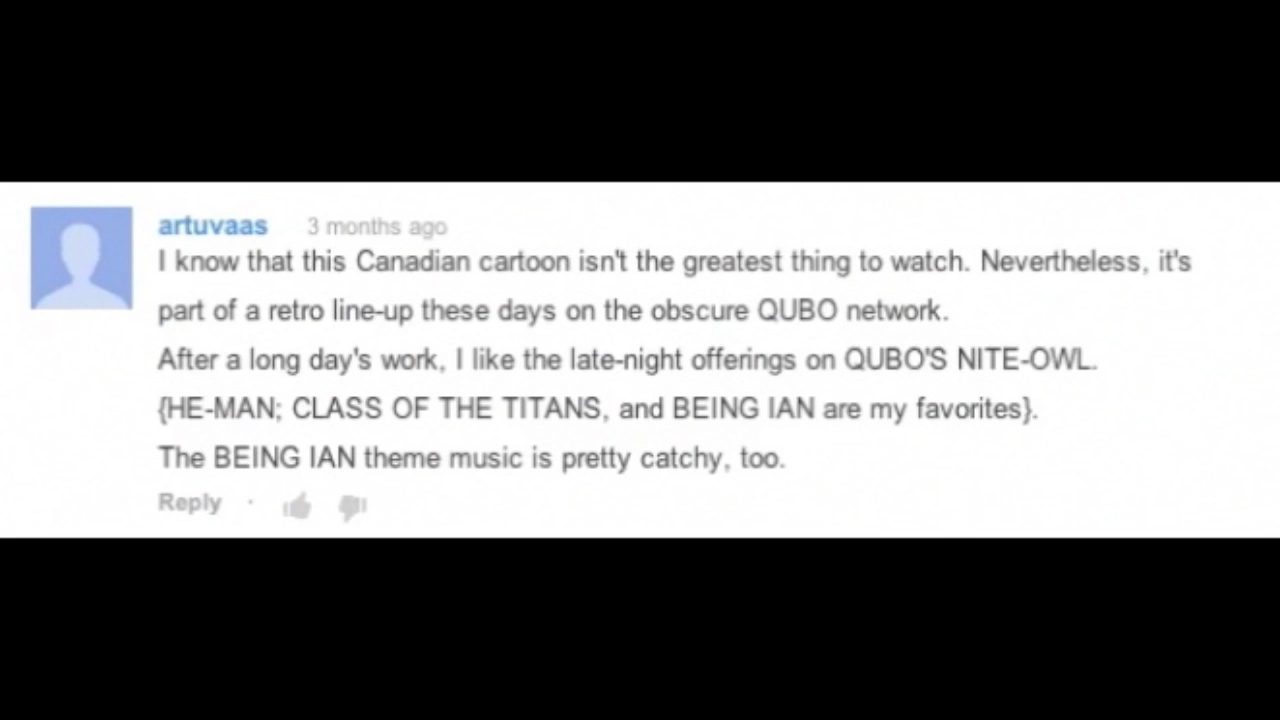 artuvaas 3 months ago
I know that this Canadian cartoon isn't the greatest thing to watch. Nevertheless, it's
part of a retro line-up these days on the obscure QUBO network.
After a long day's work, I like the late-night offerings on QUBO'S NITE-OWL.
{HE-MAN; CLASS OF THE TITANS, and BEING IAN are my favorites}.
The BEING IAN theme music is pretty catchy, too.
Reply ·